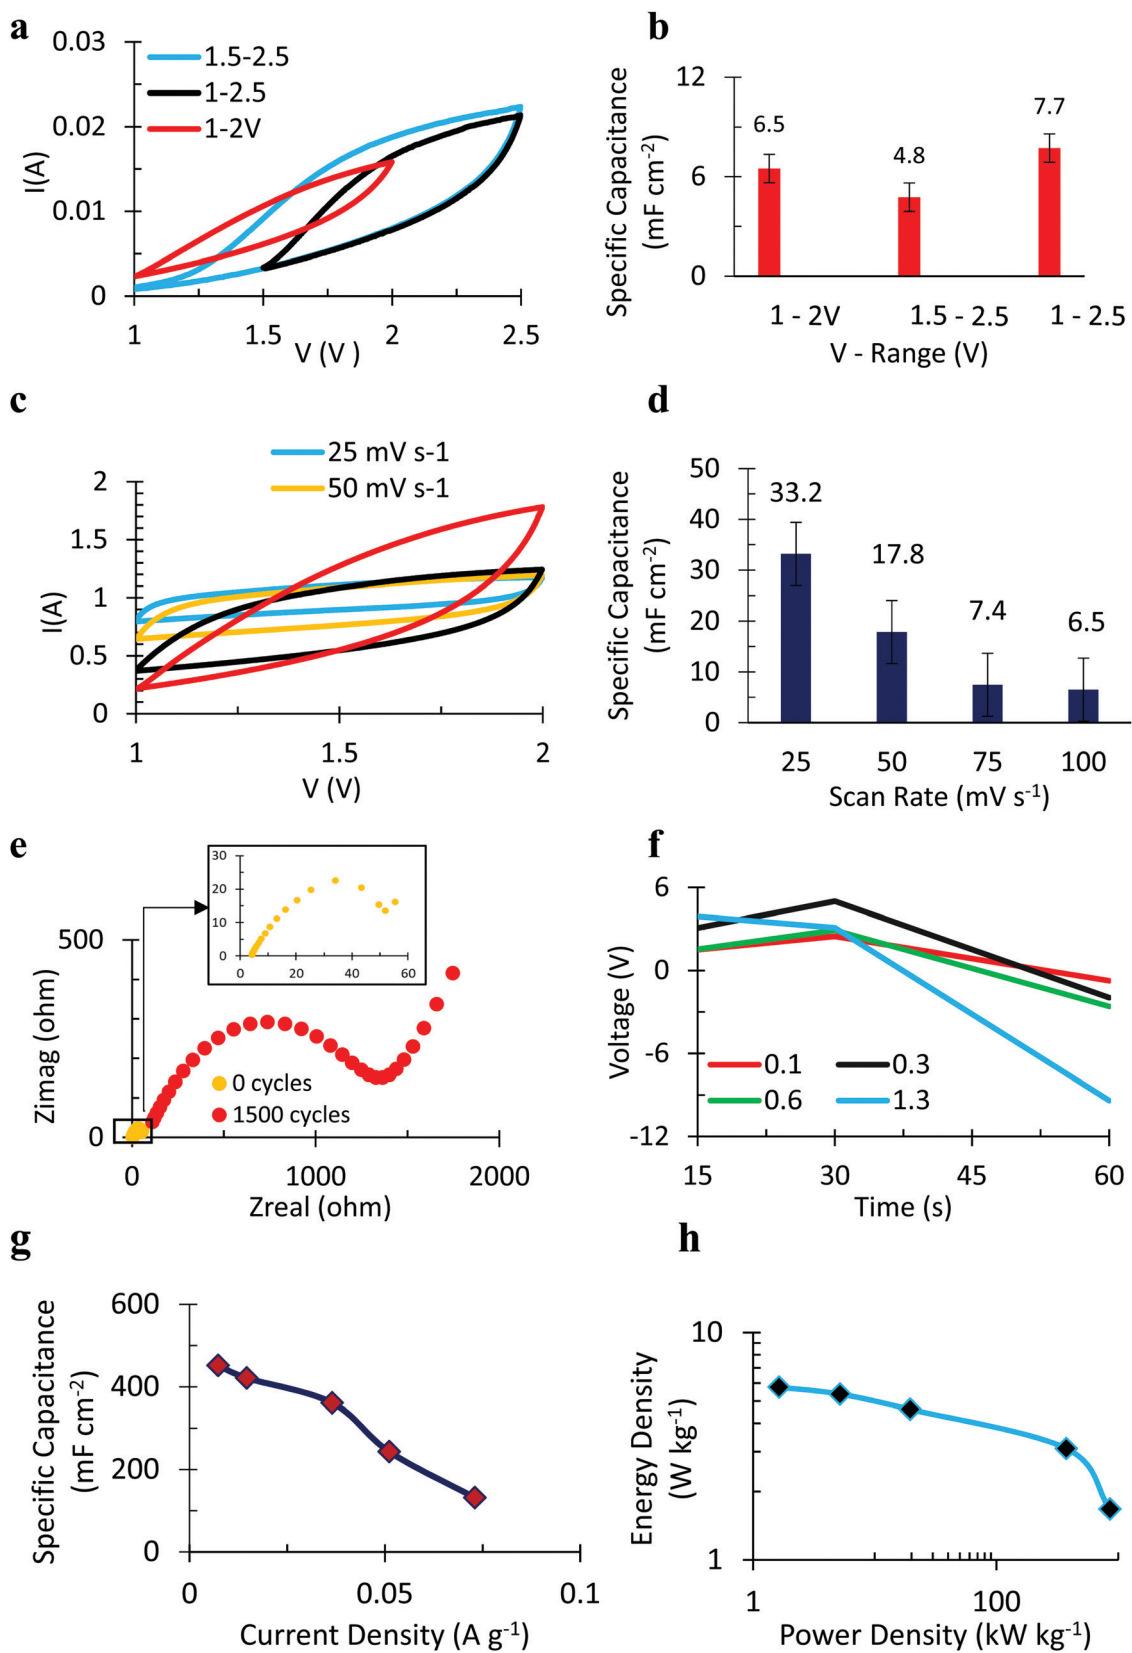 a
0.03
0.02
0.01
0
I(A)
1.5-2.5
1-2.5
1-2V
1
1.5
2
2.5
V (V )
b
Specific Capacitance
(mF cm-2)
12
6
0
6.5
4.8
7.7
1 - 2V
1.5 - 2.5
1 - 2.5
V - Range (V)
c
25 mV s-1
50 mV s-1
2
1.5
1
0.5
0
I(A)
1
1.5
2
V (V)
d
Specific Capacitance
(mF cm-2)
50
40
30
20
10
0
33.2
17.8
7.4
6.5
25
50
75
100
Scan Rate (mV s-1)
e
30
20
10
0
0
20
40
60
500
0
Zimag (ohm)
0 cycles
1500 cycles
0
1000
2000
Zreal (ohm)
f
6
0
-6
-12
Voltage (V)
0.1
0.3
0.6
1.3
15
30
45
60
Time (s)
g
Specific Capacitance
(mF cm-2)
600
400
200
0
0
0.05
0.1
Current Density (A g-1)
h
Energy Density
(W kg-1)
10
1
1
100
Power Density (kW kg-1)